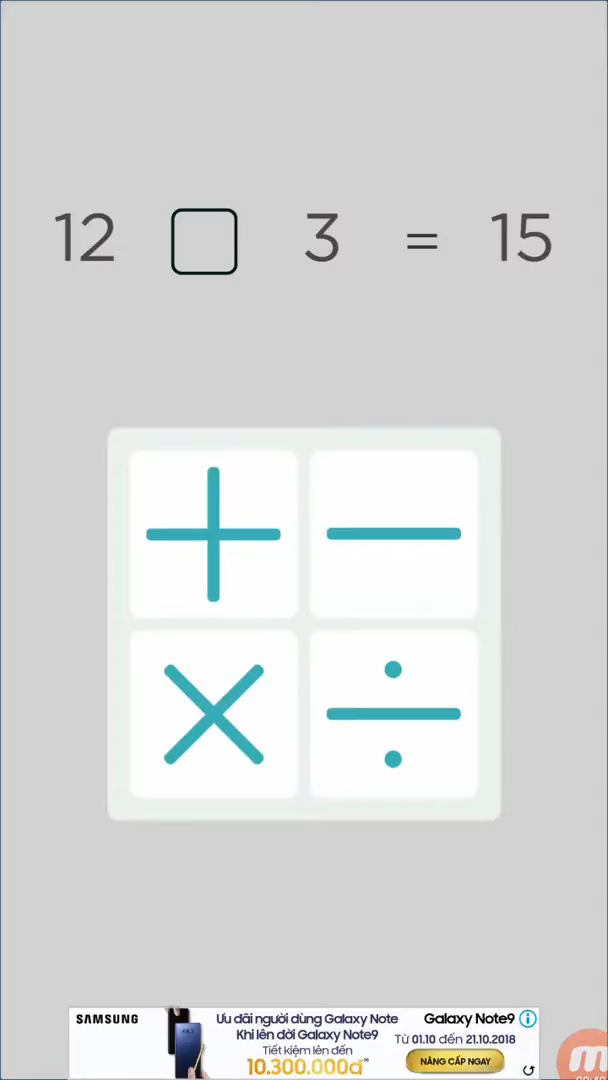 12 □ 3 = 15
+ −
× ÷
SAMSUNG
Ưu đãi người dùng Galaxy Note
Khi lên đời Galaxy Note9
Tiết kiệm lên đến
10.300.000đ
Galaxy Note9
Từ 01.10 đến 21.10.2018
NÂNG CẤP NGAY